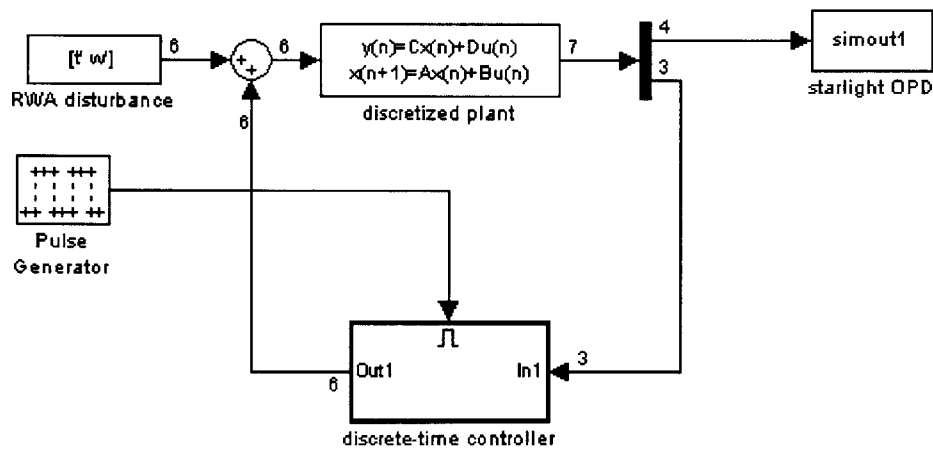 [t' w']
RWA disturbance
6
+
+
6
6
y(n)=Cx(n)+Du(n)
x(n+1)=Ax(n)+Bu(n)
discretized plant
7
4
3
simout1
starlight OPD
Pulse
Generator
Out1
In1
6
3
discrete-time controller